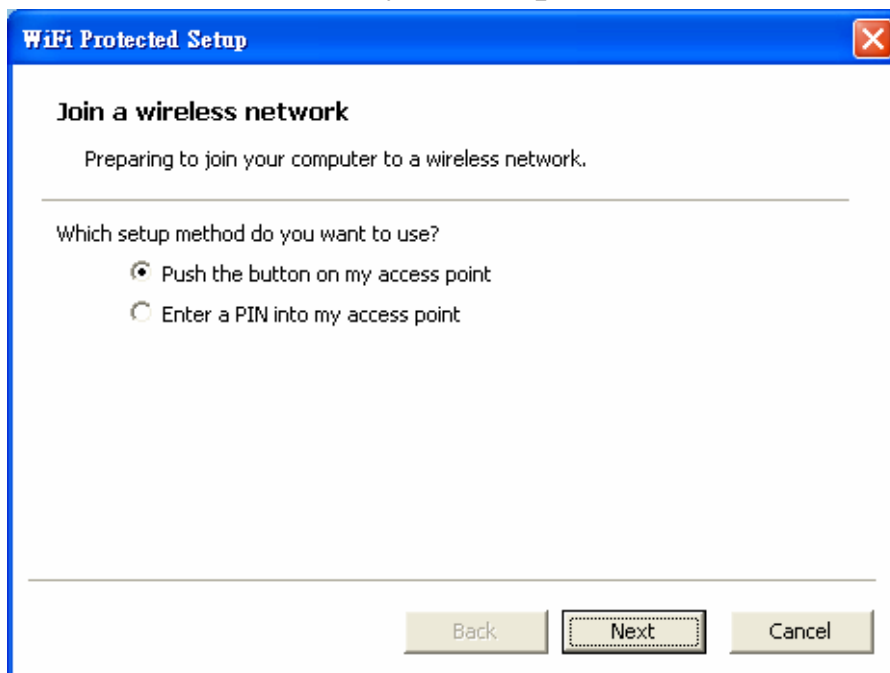 WiFi Protected Setup
Join a wireless network
Preparing to join your computer to a wireless network.
Which setup method do you want to use?
Push the button on my access point
Enter a PIN into my access point
Back Next Cancel